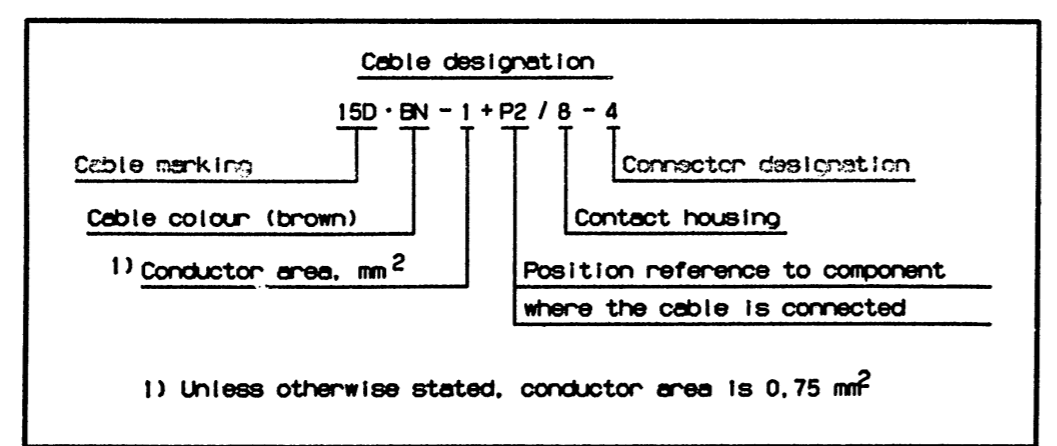 Cable designation
15D · BN - 1 + P2 / 8 - 4
Cable marking
Connector designation
Cable colour (brown)
Contact housing
1) Conductor area, mm²
Position reference to component
where the cable is connected
1) Unless otherwise stated, conductor area is 0,75 mm²